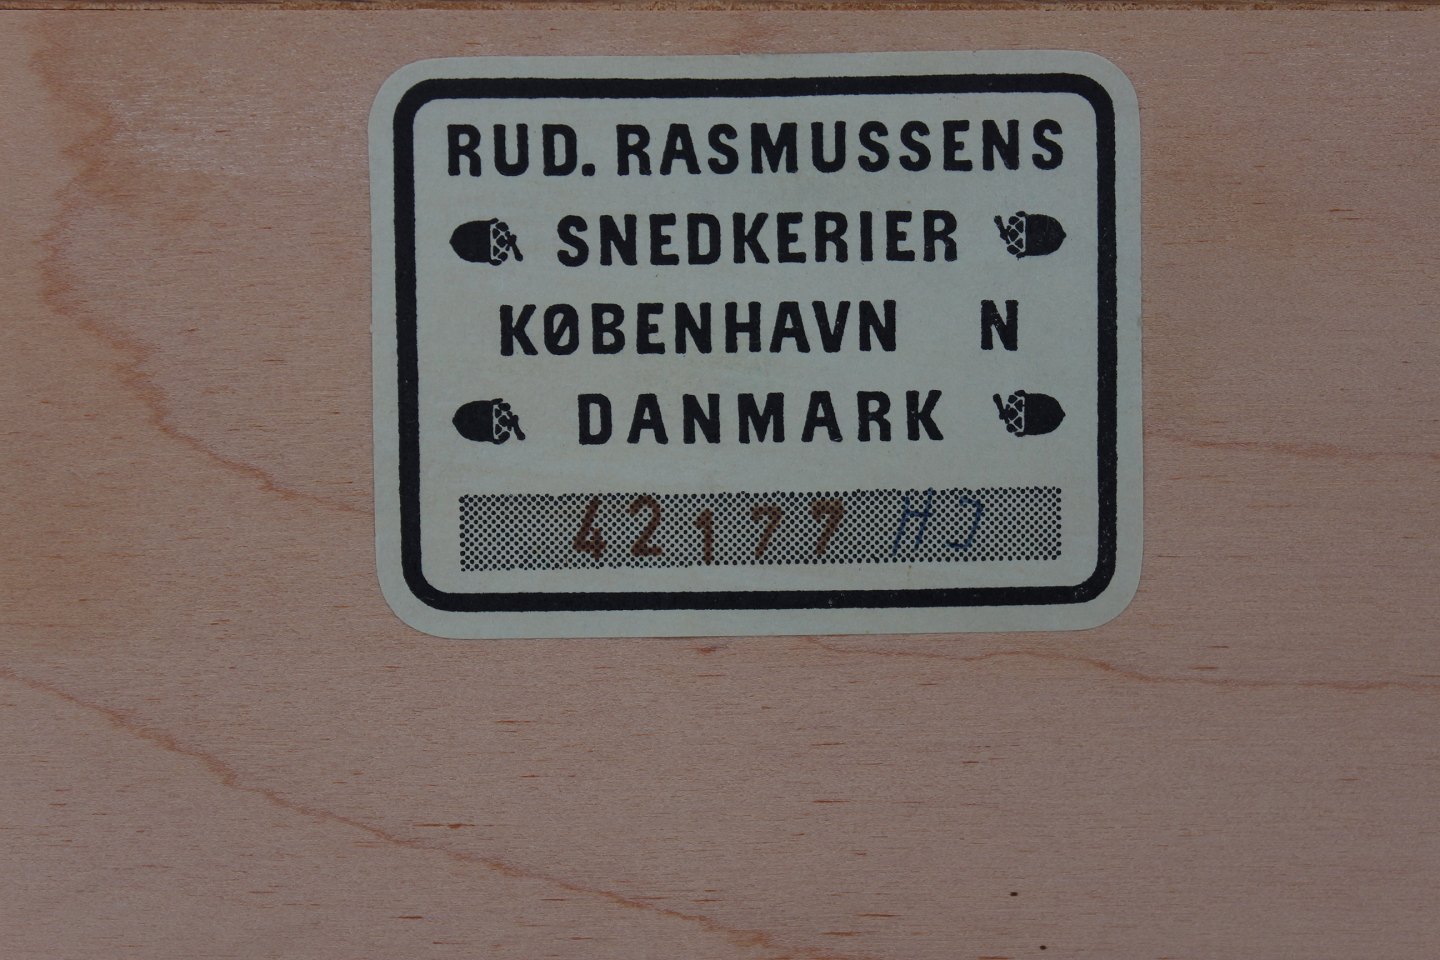 RUD. RASMUSSENS
SNEDKERIER
KØBENHAVN N
DANMARK
42177 HJ